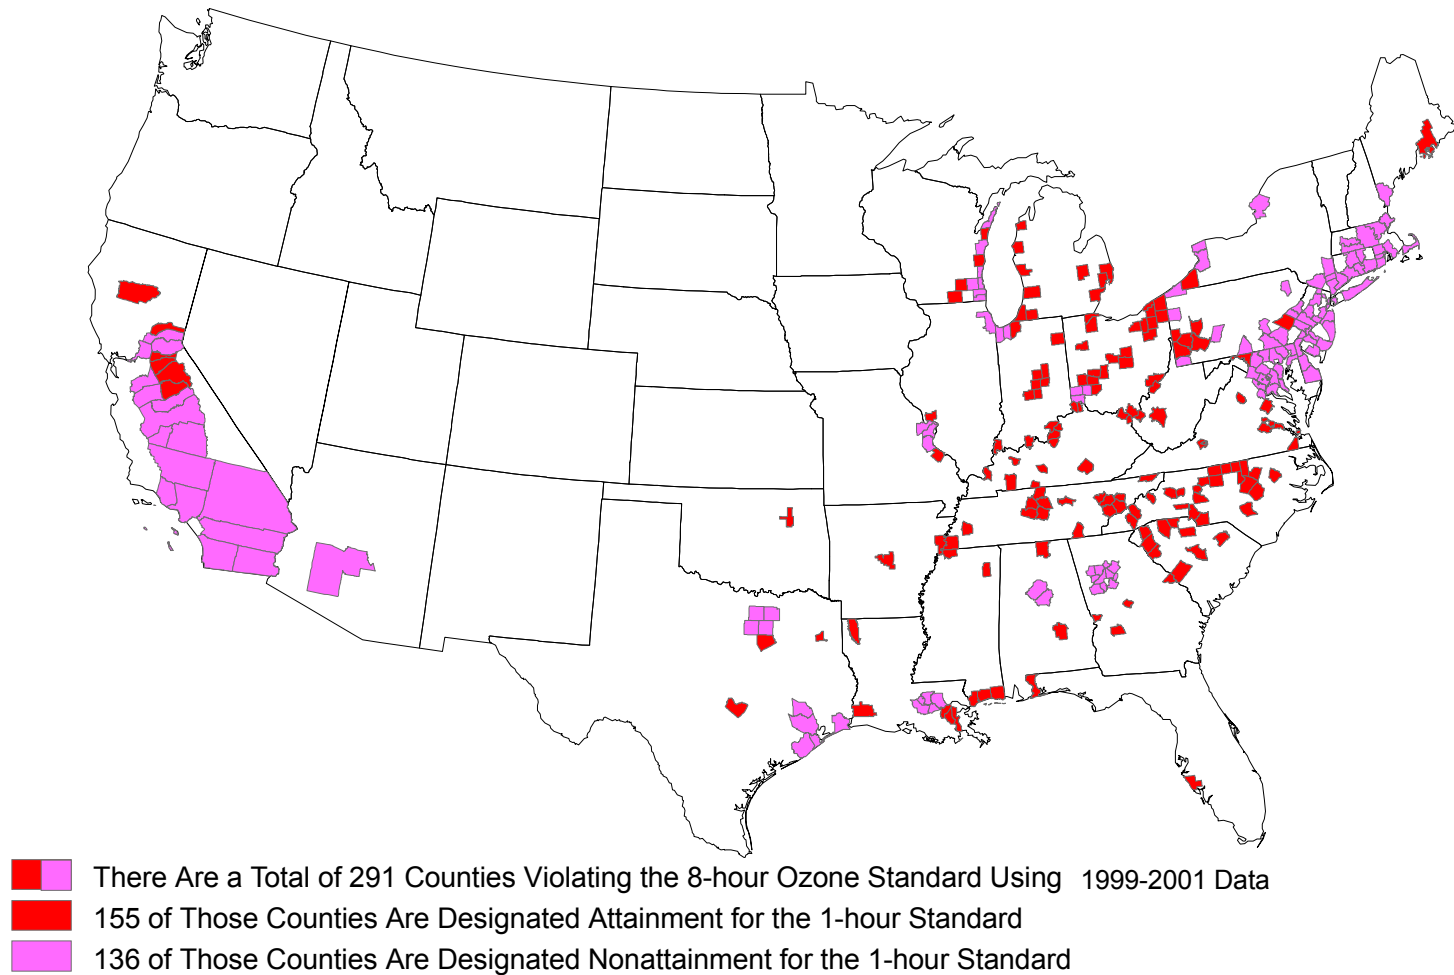 There Are a Total of 291 Counties Violating the 8-hour Ozone Standard Using 1999-2001 Data
155 of Those Counties Are Designated Attainment for the 1-hour Standard
136 of Those Counties Are Designated Nonattainment for the 1-hour Standard